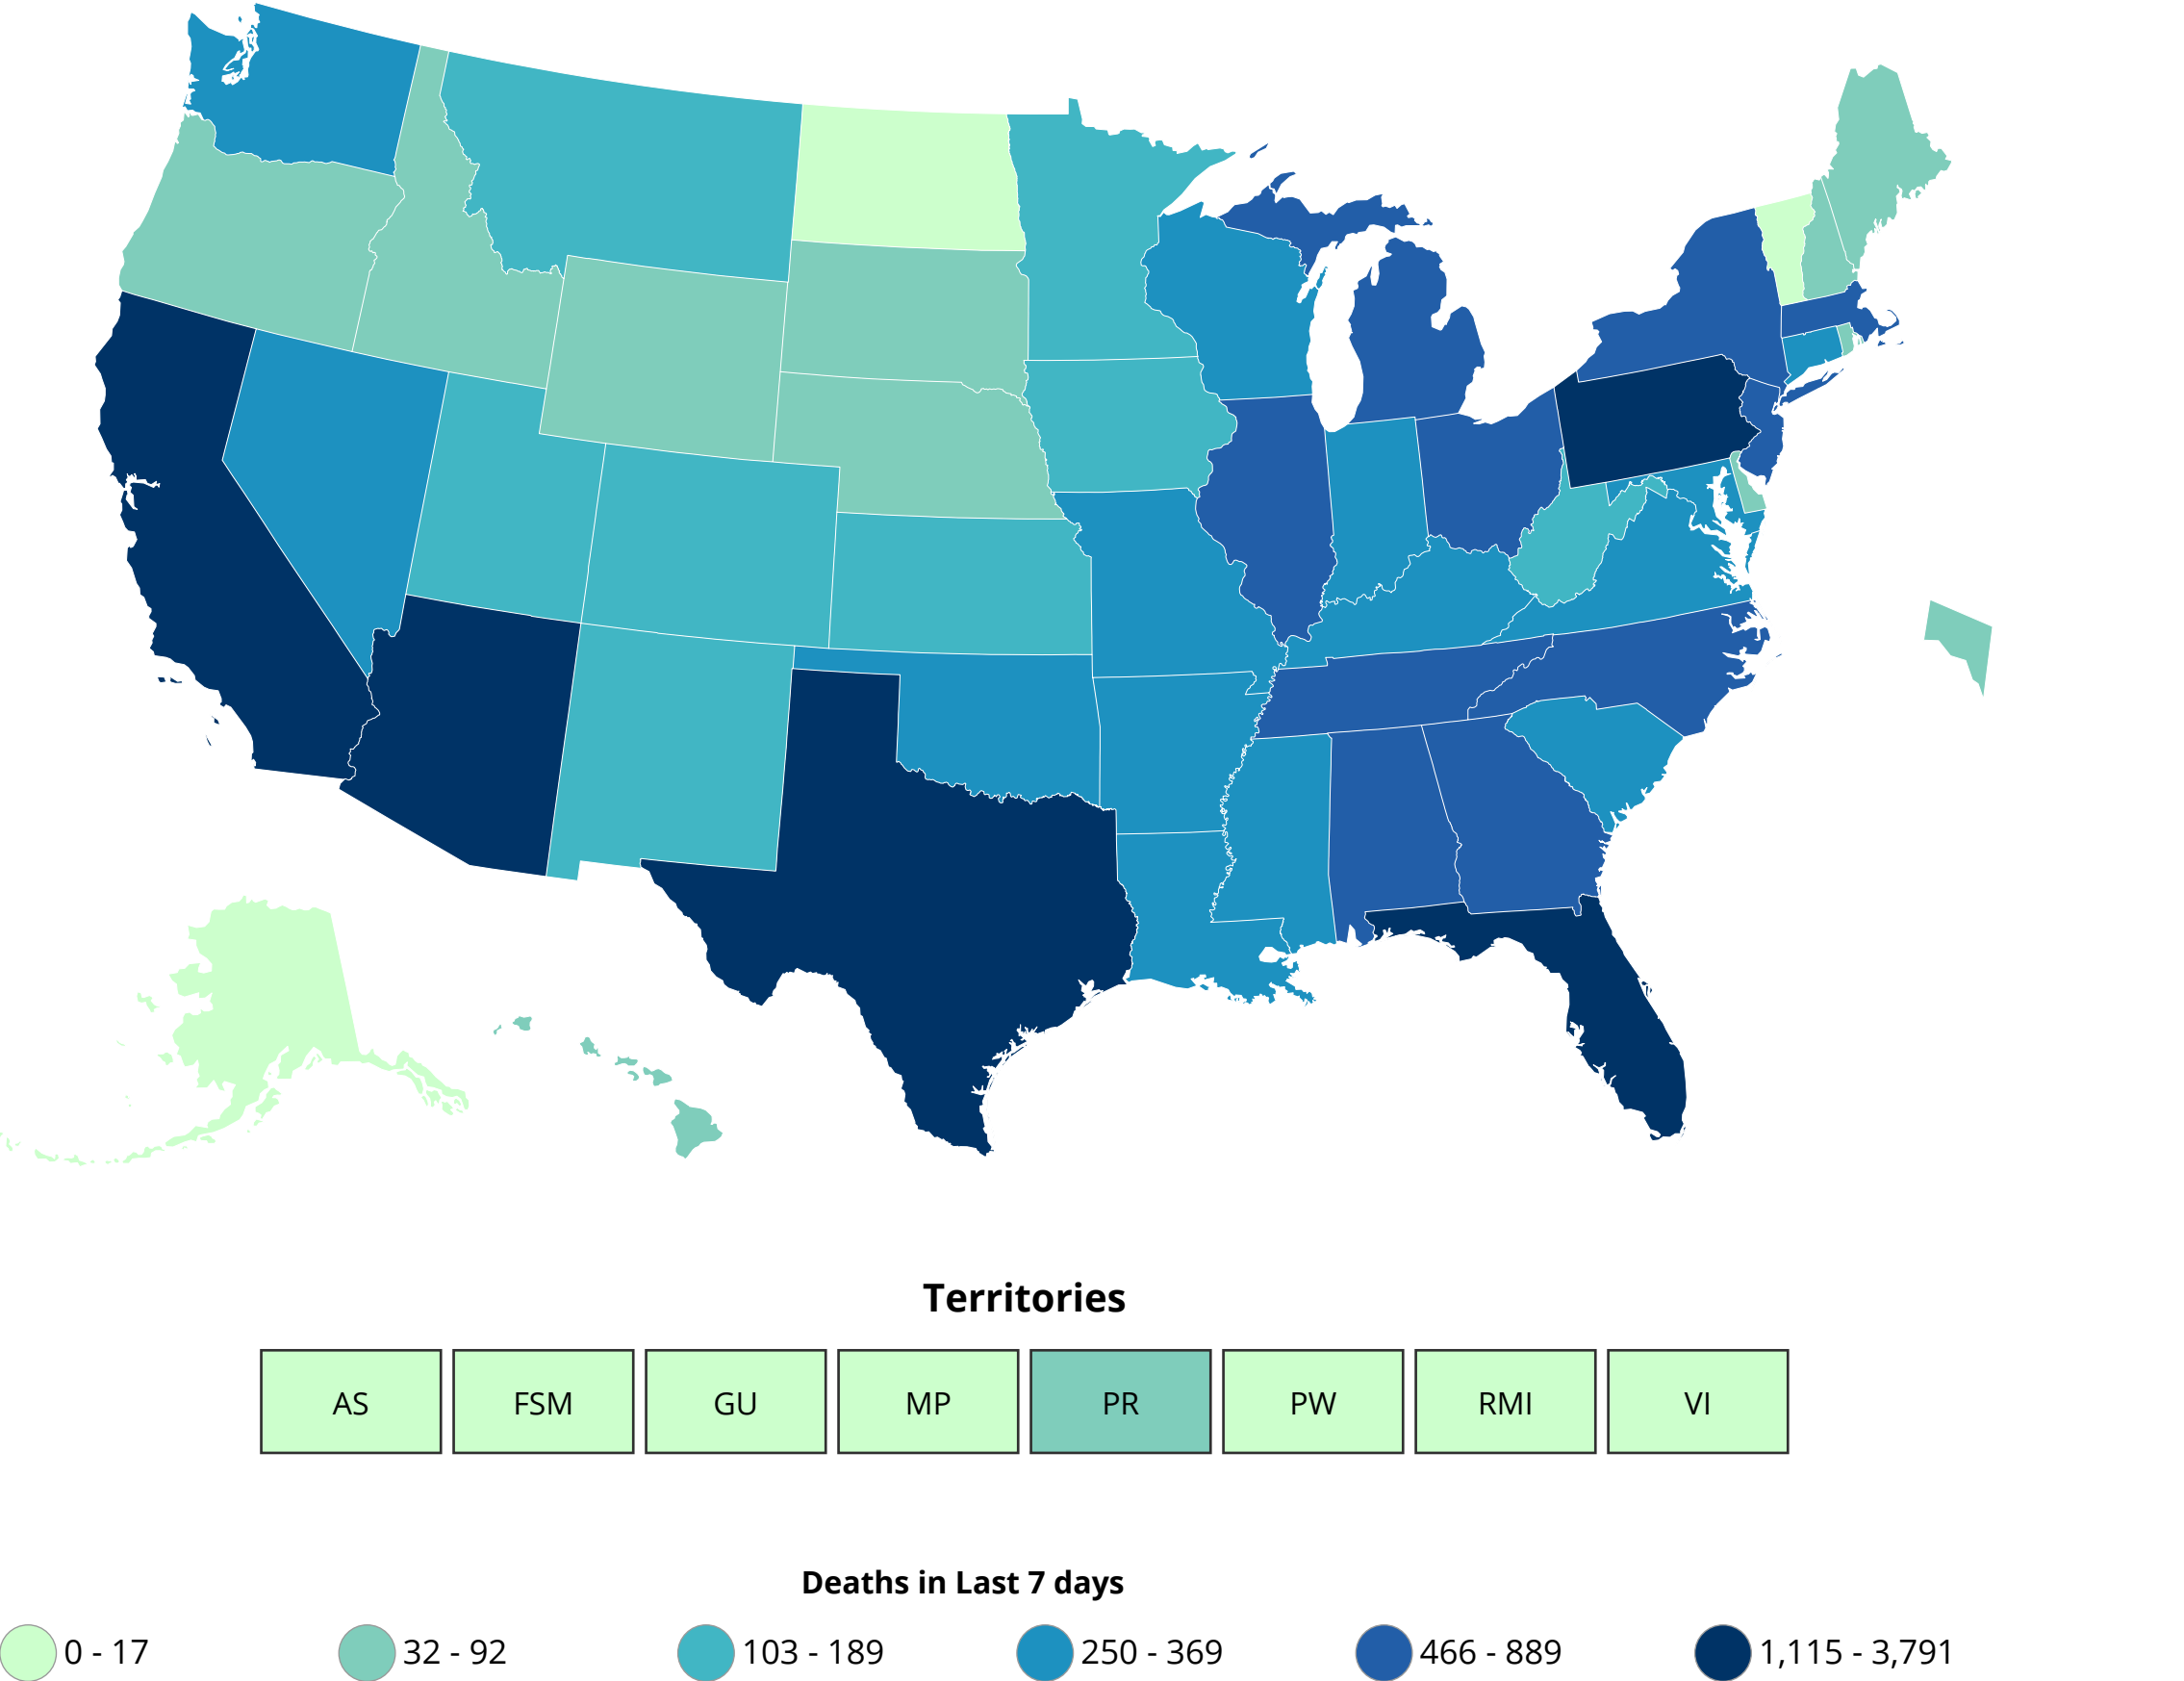 Territories
AS FSM GU MP PR PW RMI VI
Deaths in Last 7 days
0 - 17 32 - 92 103 - 189 250 - 369 466 - 889 1,115 - 3,791